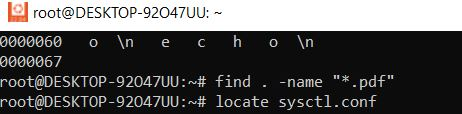 root@DESKTOP-92O47UU: ~
0000060 o \n e c h o \n
0000067
root@DESKTOP-92O47UU:~# find . -name "*.pdf"
root@DESKTOP-92O47UU:~# locate sysctl.conf